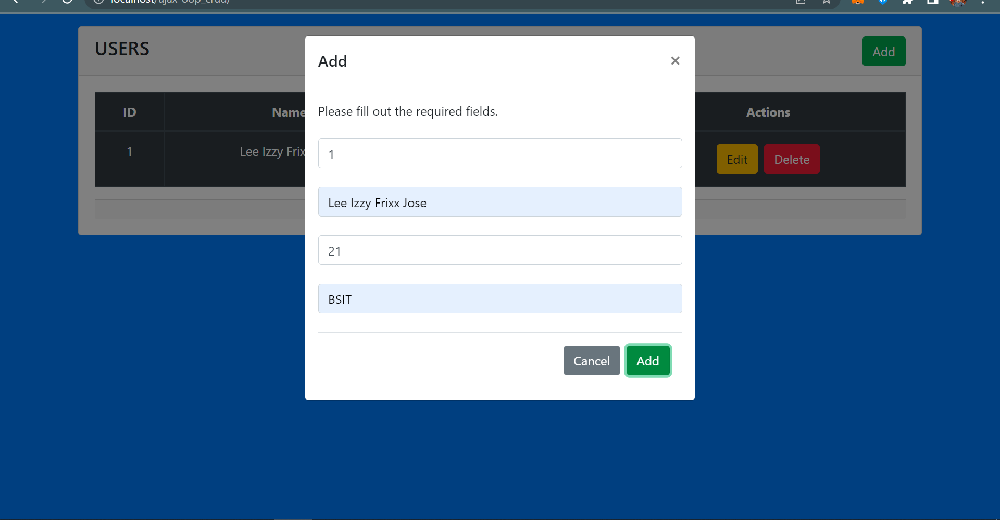 localhost/ajax-oop_crud/
USERS
Add
ID
Name
Actions
1
Lee Izzy Frix
Edit
Delete
Add
×
Please fill out the required fields.
1
Lee Izzy Frixx Jose
21
BSIT
Cancel
Add